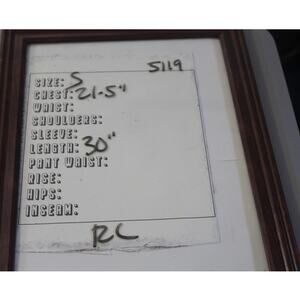 5119
SIZE: S
CHEST: 21.5"
WAIST:
SHOULDERS:
SLEEVE:
LENGTH: 30"
PANT WAIST:
RISE:
HIPS:
INSEAM:
RC